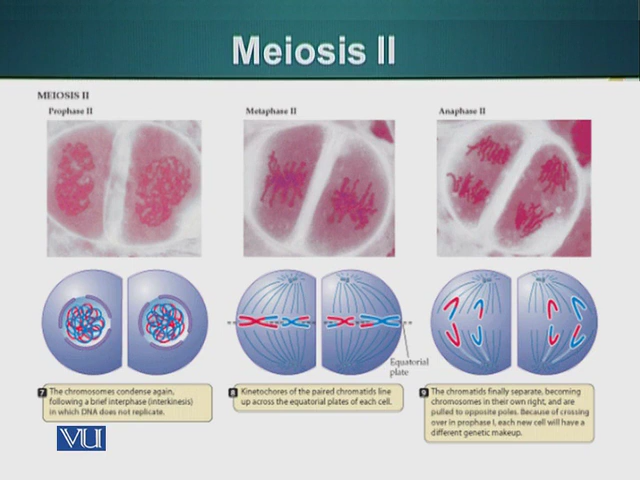 Meiosis II
MEIOSIS II
Prophase II
Metaphase II
Anaphase II
Equatorial
plate
7 The chromosomes condense again,
following a brief interphase (interkinesis)
in which DNA does not replicate.
8 Kinetochores of the paired chromatids line
up across the equatorial plates of each cell.
9 The chromatids finally separate, becoming
chromosomes in their own right, and are
pulled to opposite poles. Because of crossing
over in prophase I, each new cell will have a
different genetic makeup.
VU